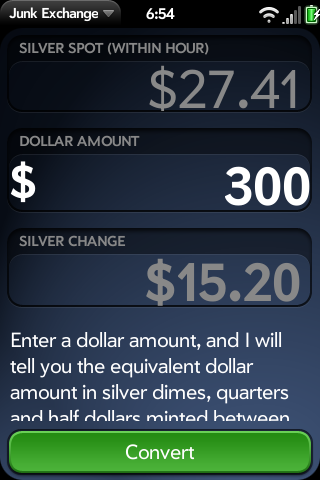 Junk Exchange 6:54
SILVER SPOT (WITHIN HOUR)
$27.41
DOLLAR AMOUNT
$ 300
SILVER CHANGE
$15.20
Enter a dollar amount, and I will
tell you the equivalent dollar
amount in silver dimes, quarters
and half dollars minted between
Convert